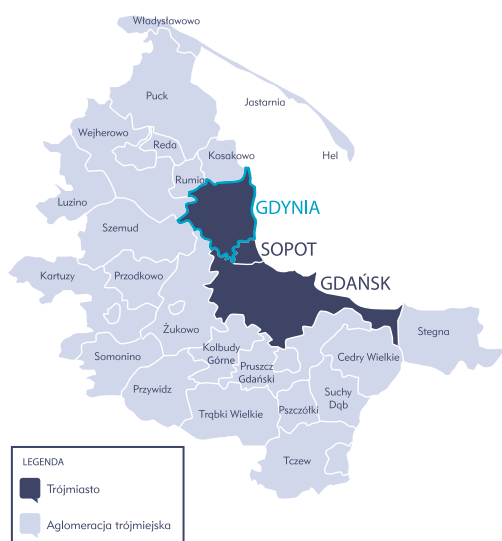 Władysławowo
Puck
Jastarnia
Wejherowo
Reda
Kosakowo
Hel
Rumia
Luzino
GDYNIA
Szemud
SOPOT
Kartuzy
Przodkowo
GDAŃSK
Żukowo
Stegna
Kolbudy
Górne
Somonino
Cedry Wielkie
Pruszcz
Gdański
Przywidz
Suchy
Dąb
Trąbki Wielkie
Pszczółki
Tczew
LEGENDA
Trójmiasto
Aglomeracja trójmiejska